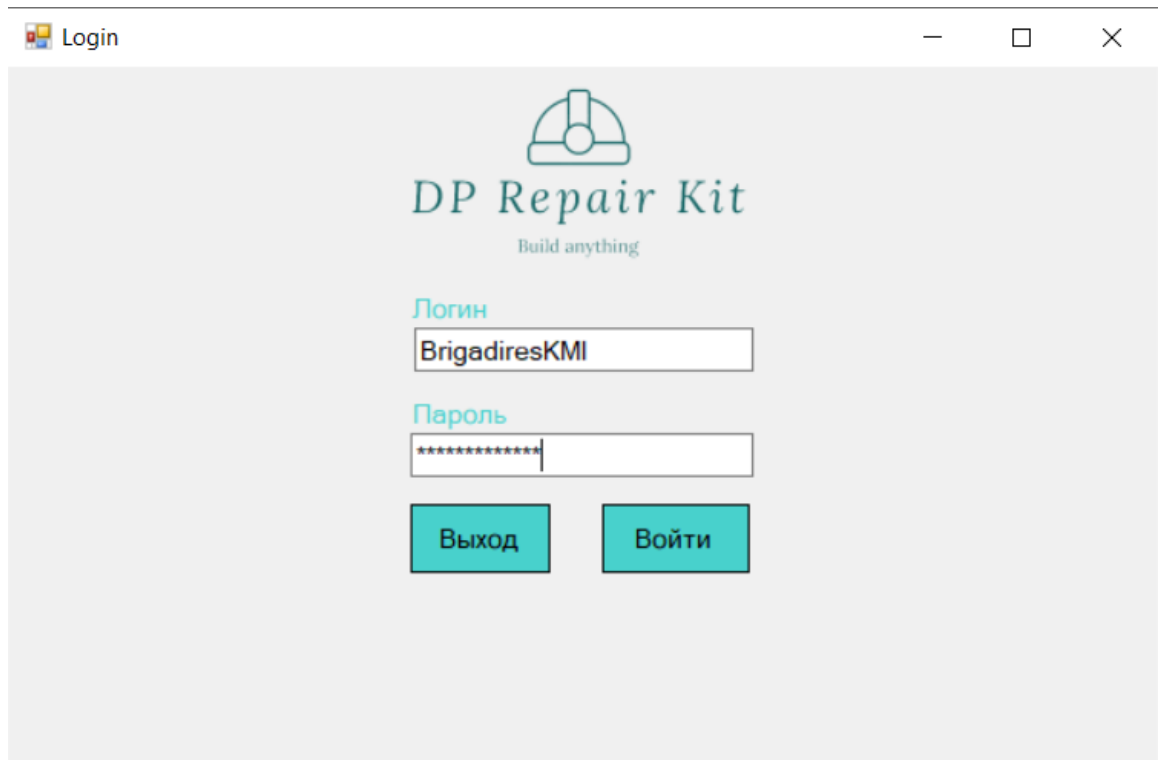 Login
DP Repair Kit
Build anything
Логин
BrigadiresKMI
Пароль
*************
Выход Войти